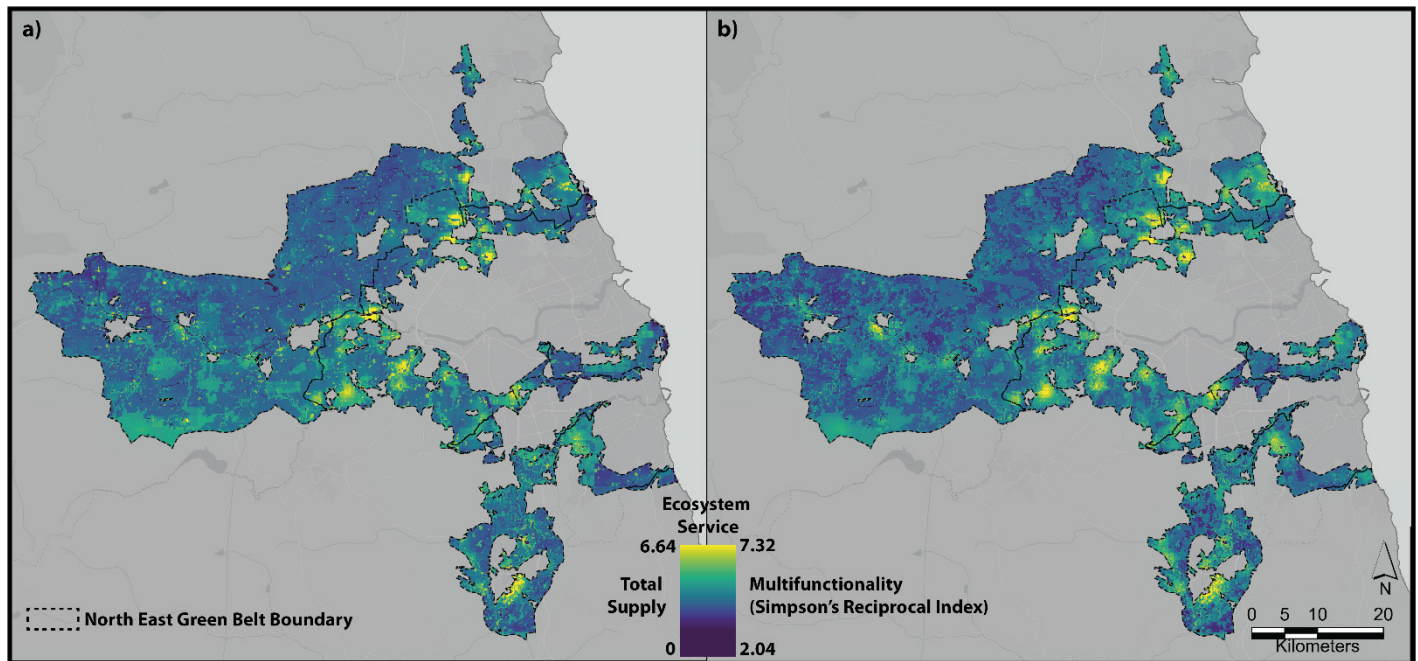 a)
b)
Ecosystem
Service
6.64 7.32
Total
Supply
Multifunctionality
(Simpson's Reciprocal Index)
0 2.04
North East Green Belt Boundary
N
0 5 10 20
Kilometers